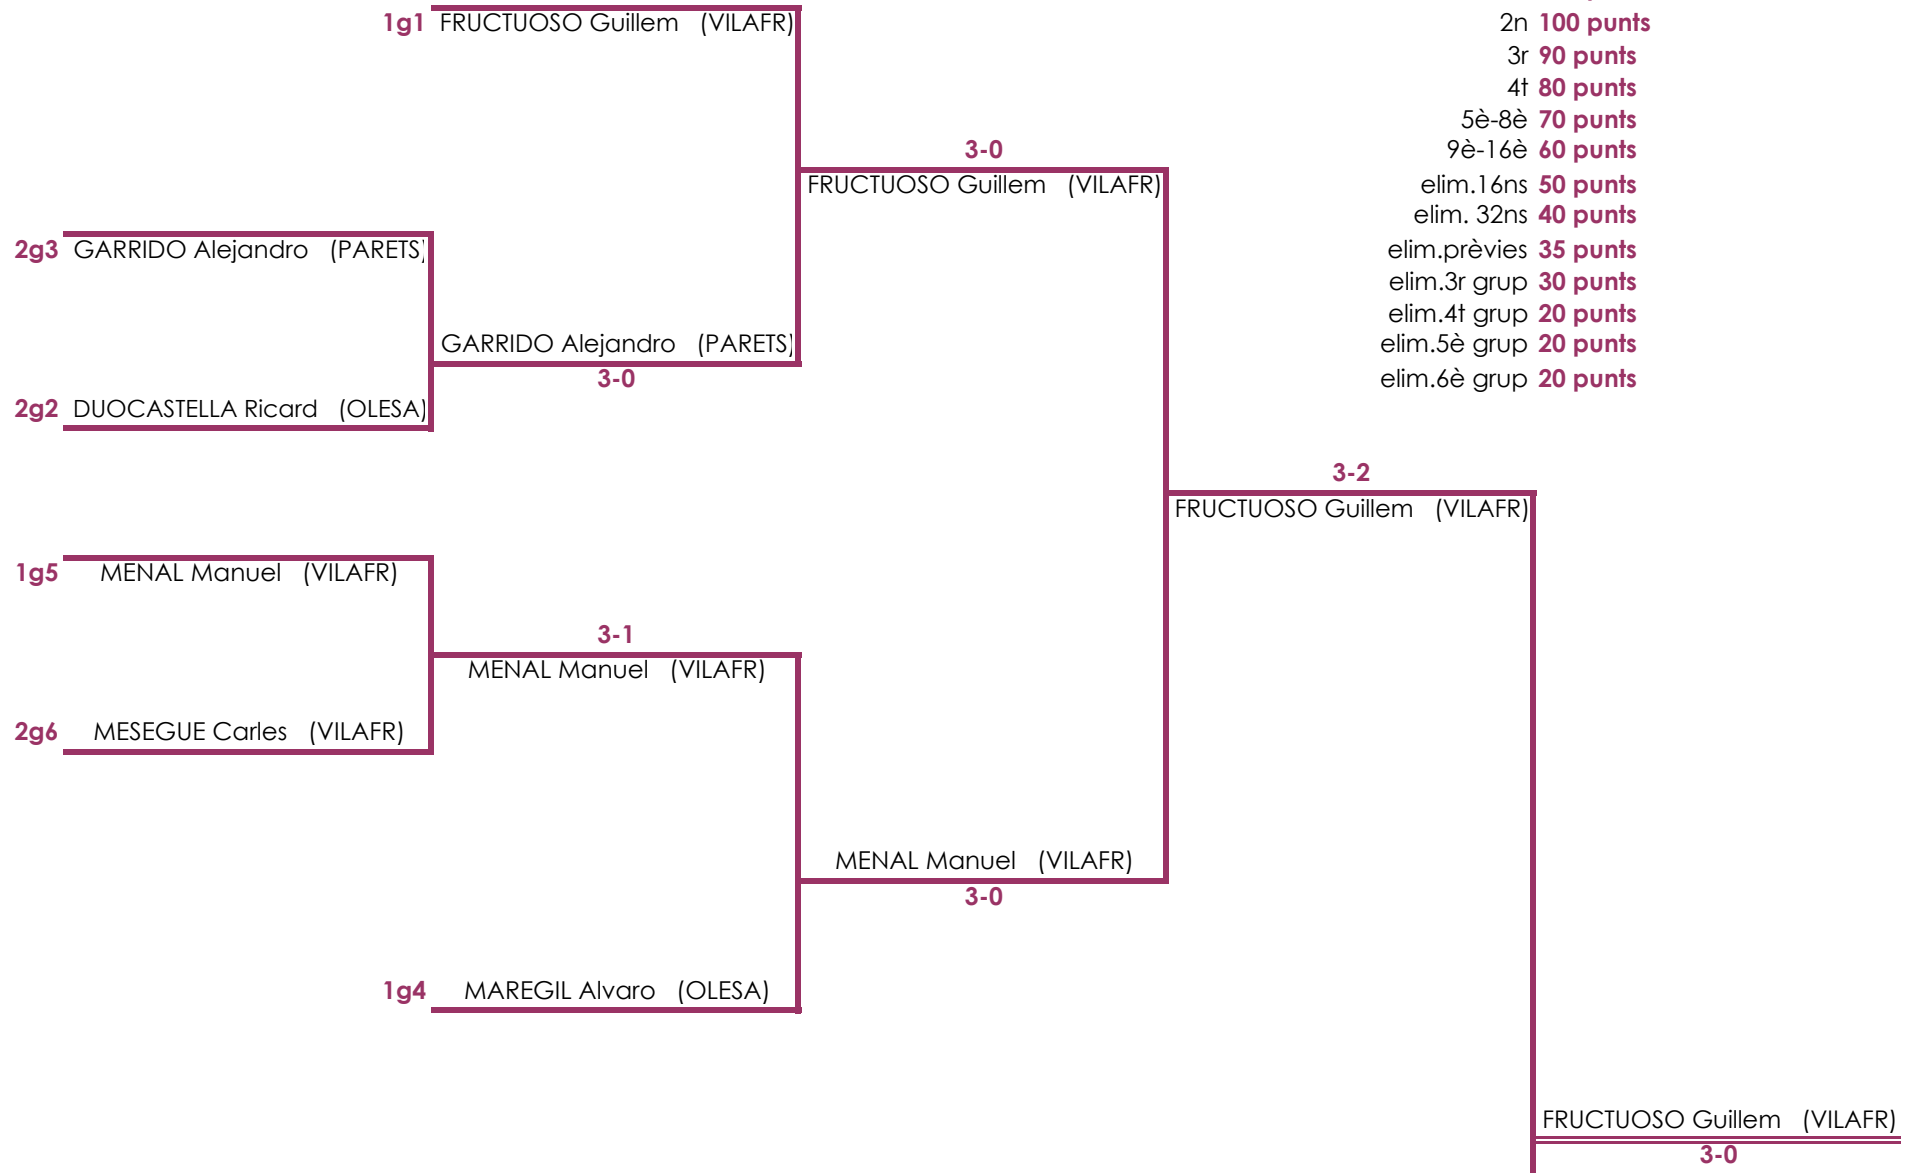 1g1 FRUCTUOSO Guillem (VILAFR)
2n 100 punts
3r 90 punts
4t 80 punts
5è-8è 70 punts
3-0
9è-16è 60 punts
FRUCTUOSO Guillem (VILAFR)
elim.16ns 50 punts
elim. 32ns 40 punts
2g3 GARRIDO Alejandro (PARETS)
elim.prèvies 35 punts
elim.3r grup 30 punts
elim.4t grup 20 punts
GARRIDO Alejandro (PARETS)
elim.5è grup 20 punts
3-0
elim.6è grup 20 punts
2g2 DUOCASTELLA Ricard (OLESA)
3-2
FRUCTUOSO Guillem (VILAFR)
1g5 MENAL Manuel (VILAFR)
3-1
MENAL Manuel (VILAFR)
2g6 MESEGUE Carles (VILAFR)
MENAL Manuel (VILAFR)
3-0
1g4 MAREGIL Alvaro (OLESA)
FRUCTUOSO Guillem (VILAFR)
3-0